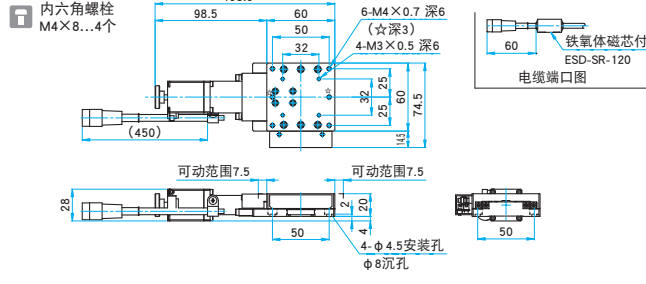 内六角螺栓
M4×8...4个
98.5
60
50
32
6-M4×0.7 深6
(☆深3)
4-M3×0.5 深6
60
铁氧体磁芯付
ESD-SR-120
电缆端口图
(450)
32
25
25
60
14.5
74.5
☆
☆
可动范围7.5
可动范围7.5
28
2
20
4
50
50
4-φ4.5安装孔
φ8沉孔